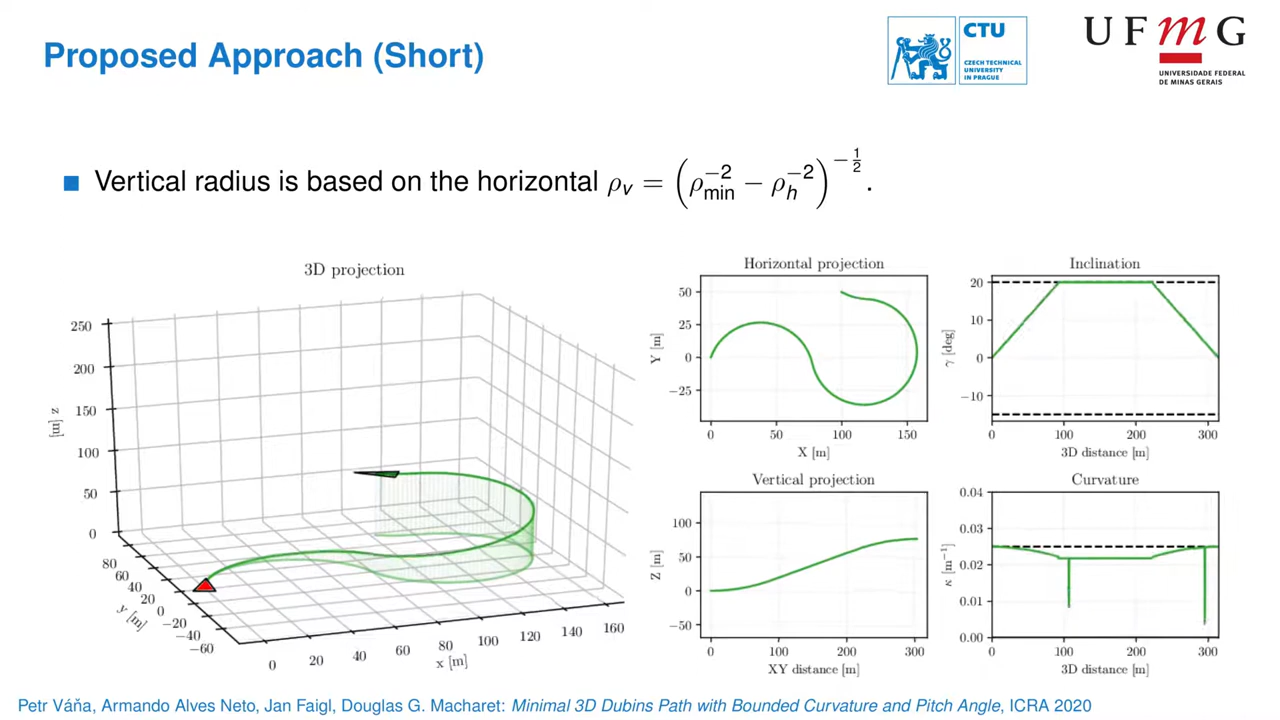 Proposed Approach (Short)
CTU
CZECH TECHNICAL
UNIVERSITY
IN PRAGUE
U F m G
UNIVERSIDADE FEDERAL
DE MINAS GERAIS
Vertical radius is based on the horizontal ρ_v = (ρ_min^{-2} − ρ_h^{-2})^{-1/2}.
3D projection
250
200
150
100
50
0
[m] z
80
60
40
20
0
−20
−40
−60
y [m]
0 20 40 60 80 100 120 140 160
x [m]
Horizontal projection
50
25
0
−25
Y [m]
0 50 100 150
X [m]
Inclination
20
10
0
−10
γ [deg]
0 100 200 300
3D distance [m]
Vertical projection
100
50
0
−50
Z [m]
0 100 200 300
XY distance [m]
Curvature
0.04
0.03
0.02
0.01
0.00
κ [m⁻¹]
0 100 200 300
3D distance [m]
Petr Váňa, Armando Alves Neto, Jan Faigl, Douglas G. Macharet: Minimal 3D Dubins Path with Bounded Curvature and Pitch Angle, ICRA 2020